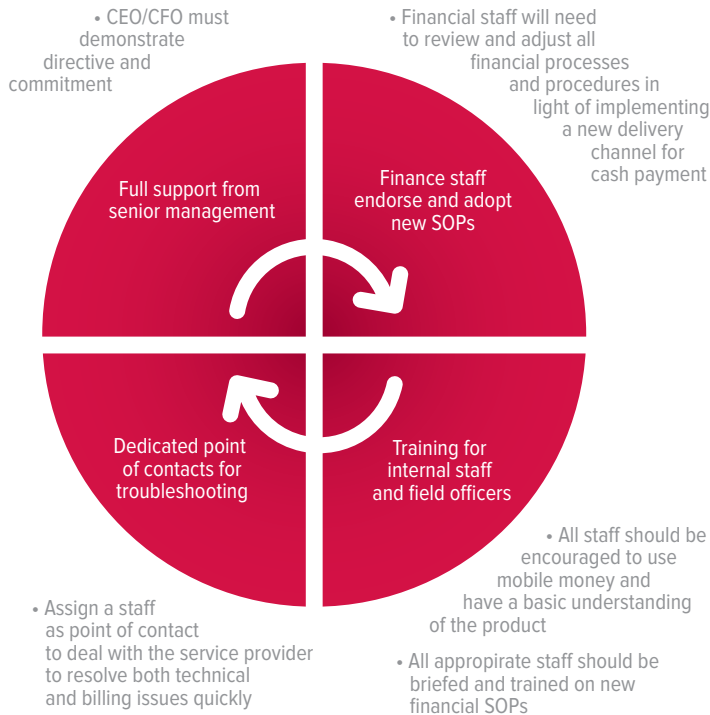 • CEO/CFO must
demonstrate
directive and
commitment
• Financial staff will need
to review and adjust all
financial processes
and procedures in
light of implementing
a new delivery
channel for
cash payment
Full support from
senior management
Finance staff
endorse and adopt
new SOPs
Dedicated point
of contacts for
troubleshooting
Training for
internal staff
and field officers
• All staff should be
encouraged to use
mobile money and
have a basic understanding
of the product
• Assign a staff
as point of contact
to deal with the service provider
to resolve both technical
and billing issues quickly
• All appropirate staff should be
briefed and trained on new
financial SOPs